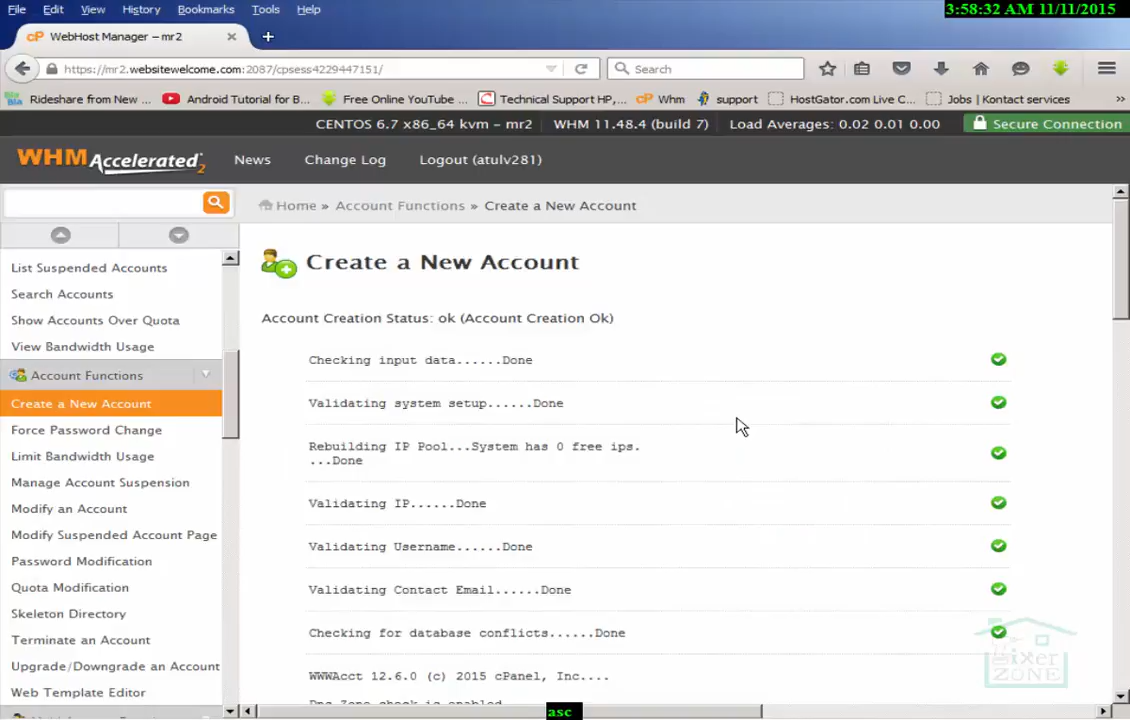 File Edit View History Bookmarks Tools Help
3:58:32 AM 11/11/2015
cP WebHost Manager – mr2
https://mr2.websitewelcome.com:2087/cpsess4229447151/
Search
Rideshare from New ...
Android Tutorial for B...
Free Online YouTube ...
Technical Support HP,...
cP Whm
support
HostGator.com Live C...
Jobs | Kontact services
CENTOS 6.7 x86_64 kvm – mr2
WHM 11.48.4 (build 7)
Load Averages: 0.02 0.01 0.00
Secure Connection
WHM Accelerated2
News
Change Log
Logout (atulv281)
Home » Account Functions » Create a New Account
List Suspended Accounts
Search Accounts
Show Accounts Over Quota
View Bandwidth Usage
Account Functions
Create a New Account
Force Password Change
Limit Bandwidth Usage
Manage Account Suspension
Modify an Account
Modify Suspended Account Page
Password Modification
Quota Modification
Skeleton Directory
Terminate an Account
Upgrade/Downgrade an Account
Web Template Editor
Create a New Account
Account Creation Status: ok (Account Creation Ok)
Checking input data......Done
Validating system setup......Done
Rebuilding IP Pool...System has 0 free ips.
...Done
Validating IP......Done
Validating Username......Done
Validating Contact Email......Done
Checking for database conflicts......Done
WWWAcct 12.6.0 (c) 2015 cPanel, Inc....
Dns Zone check is enabled
ixer
ZONE
asc